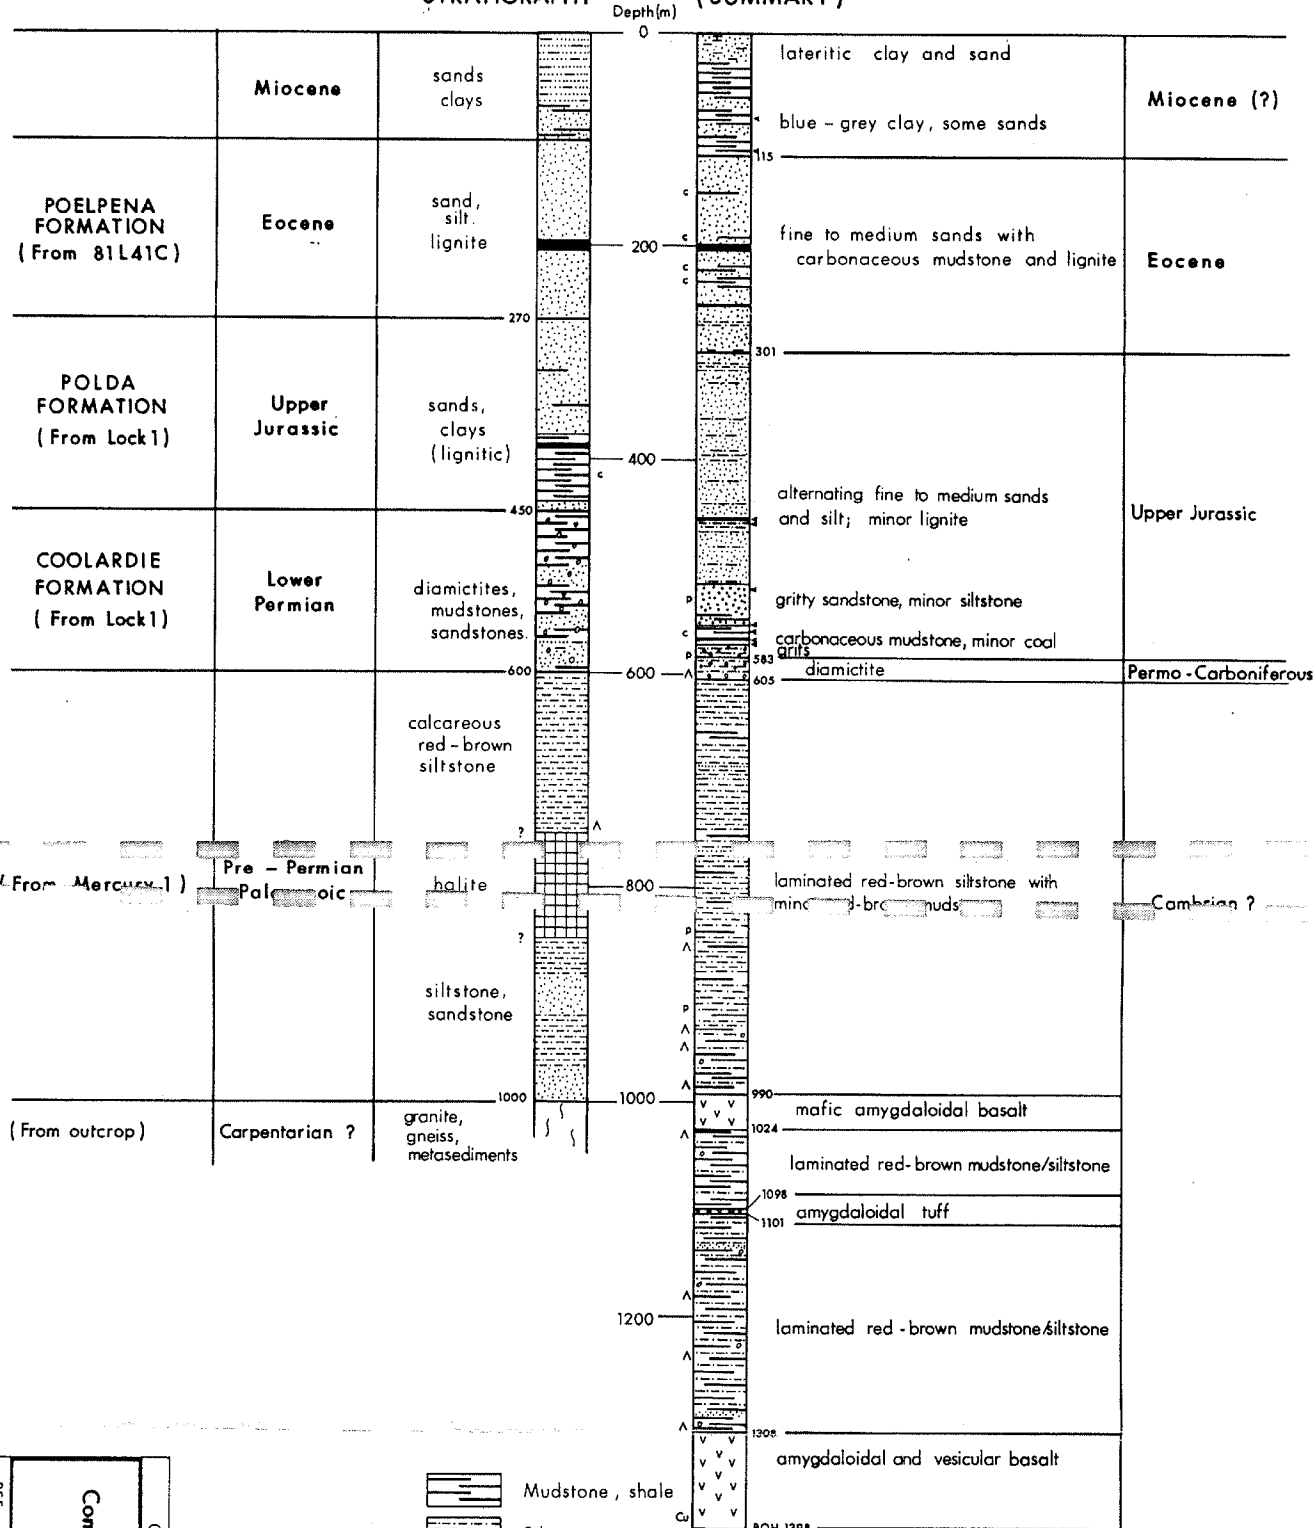 Depth (m)
0
lateritic clay and sand
sands
clays
Miocene
Miocene (?)
blue - grey clay, some sands
115
POELPENA
FORMATION
(From 81L41C)
Eocene
sand,
silt.
lignite
c
c
200
c
c
fine to medium sands with
carbonaceous mudstone and lignite
Eocene
270
301
POLDA
FORMATION
(From Lock 1)
Upper
Jurassic
sands,
clays
(lignitic)
400
c
alternating fine to medium sands
and silt; minor lignite
Upper Jurassic
450
COOLARDIE
FORMATION
(From Lock 1)
Lower
Permian
diamictites,
mudstones,
sandstones.
p
gritty sandstone, minor siltstone
c
carbonaceous mudstone, minor coal
grits
p
583
diamictite
Permo - Carboniferous
600
600
605
calcareous
red - brown
siltstone
?
(From Mercury 1)
Pre - Permian
halite
800
laminated red-brown siltstone with
Cambrian ?
?
p
siltstone,
sandstone
p
990
1000
1000
mafic amygdaloidal basalt
1024
(From outcrop)
Carpentarian ?
granite,
gneiss,
metasediments
laminated red-brown mudstone/siltstone
1098
amygdaloidal tuff
1101
1200
laminated red - brown mudstone/siltstone
1308
amygdaloidal and vesicular basalt
Mudstone, shale
Cu